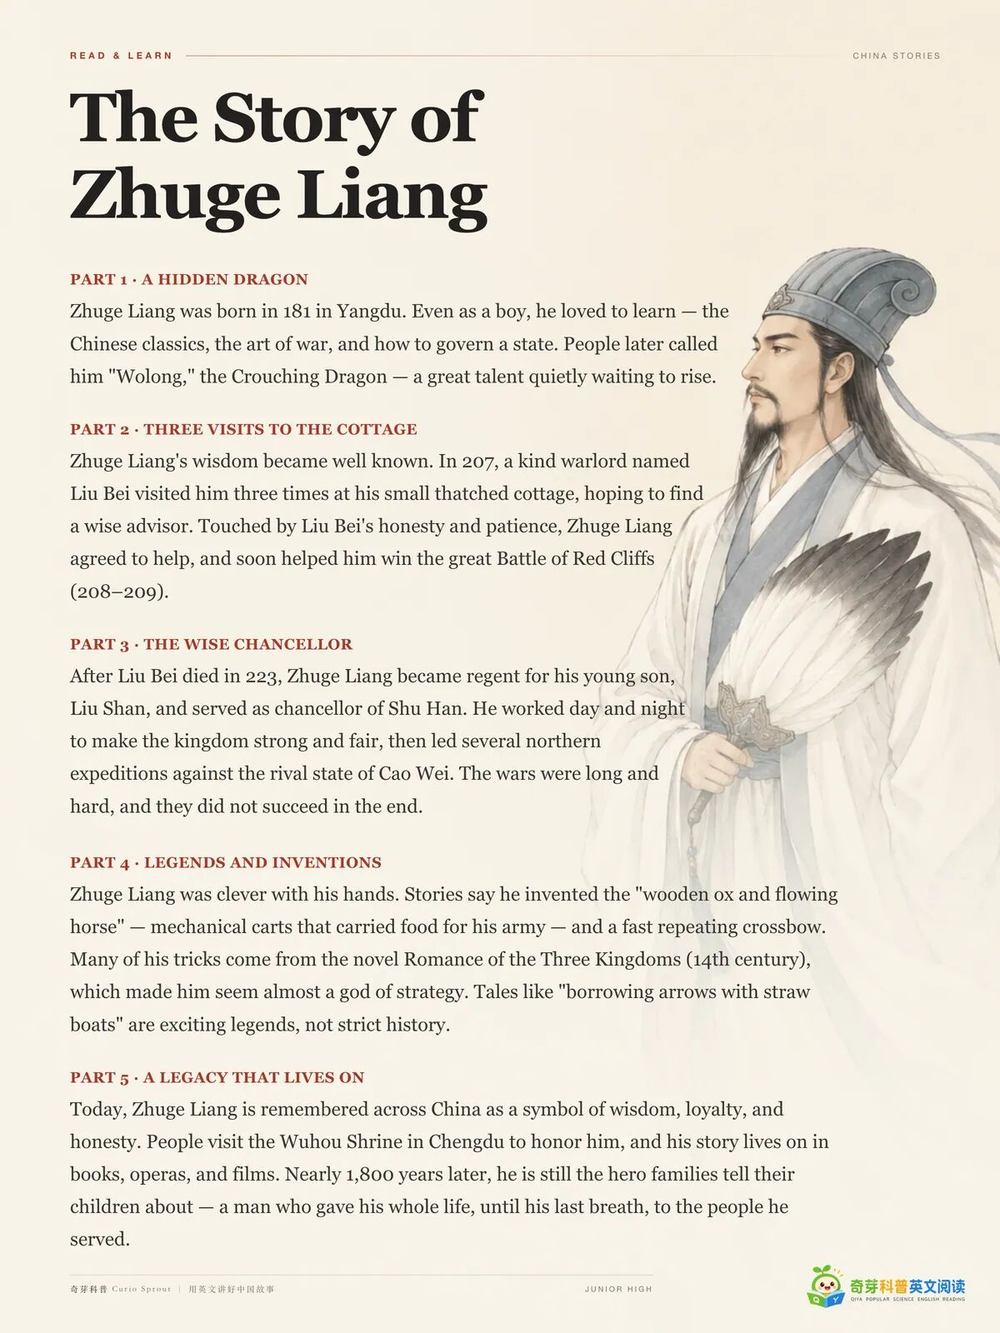 READ & LEARN
CHINA STORIES
The Story of
Zhuge Liang
PART 1 · A HIDDEN DRAGON
Zhuge Liang was born in 181 in Yangdu. Even as a boy, he loved to learn — the
Chinese classics, the art of war, and how to govern a state. People later called
him "Wolong," the Crouching Dragon — a great talent quietly waiting to rise.
PART 2 · THREE VISITS TO THE COTTAGE
Zhuge Liang's wisdom became well known. In 207, a kind warlord named
Liu Bei visited him three times at his small thatched cottage, hoping to find
a wise advisor. Touched by Liu Bei's honesty and patience, Zhuge Liang
agreed to help, and soon helped him win the great Battle of Red Cliffs
(208–209).
PART 3 · THE WISE CHANCELLOR
After Liu Bei died in 223, Zhuge Liang became regent for his young son,
Liu Shan, and served as chancellor of Shu Han. He worked day and night
to make the kingdom strong and fair, then led several northern
expeditions against the rival state of Cao Wei. The wars were long and
hard, and they did not succeed in the end.
PART 4 · LEGENDS AND INVENTIONS
Zhuge Liang was clever with his hands. Stories say he invented the "wooden ox and flowing
horse" — mechanical carts that carried food for his army — and a fast repeating crossbow.
Many of his tricks come from the novel Romance of the Three Kingdoms (14th century),
which made him seem almost a god of strategy. Tales like "borrowing arrows with straw
boats" are exciting legends, not strict history.
PART 5 · A LEGACY THAT LIVES ON
Today, Zhuge Liang is remembered across China as a symbol of wisdom, loyalty, and
honesty. People visit the Wuhou Shrine in Chengdu to honor him, and his story lives on in
books, operas, and films. Nearly 1,800 years later, he is still the hero families tell their
children about — a man who gave his whole life, until his last breath, to the people he
served.
奇芽科普 Curio Sprout | 用英文讲好中国故事
JUNIOR HIGH
Q Y
奇芽科普英文阅读
QIYA POPULAR SCIENCE ENGLISH READING